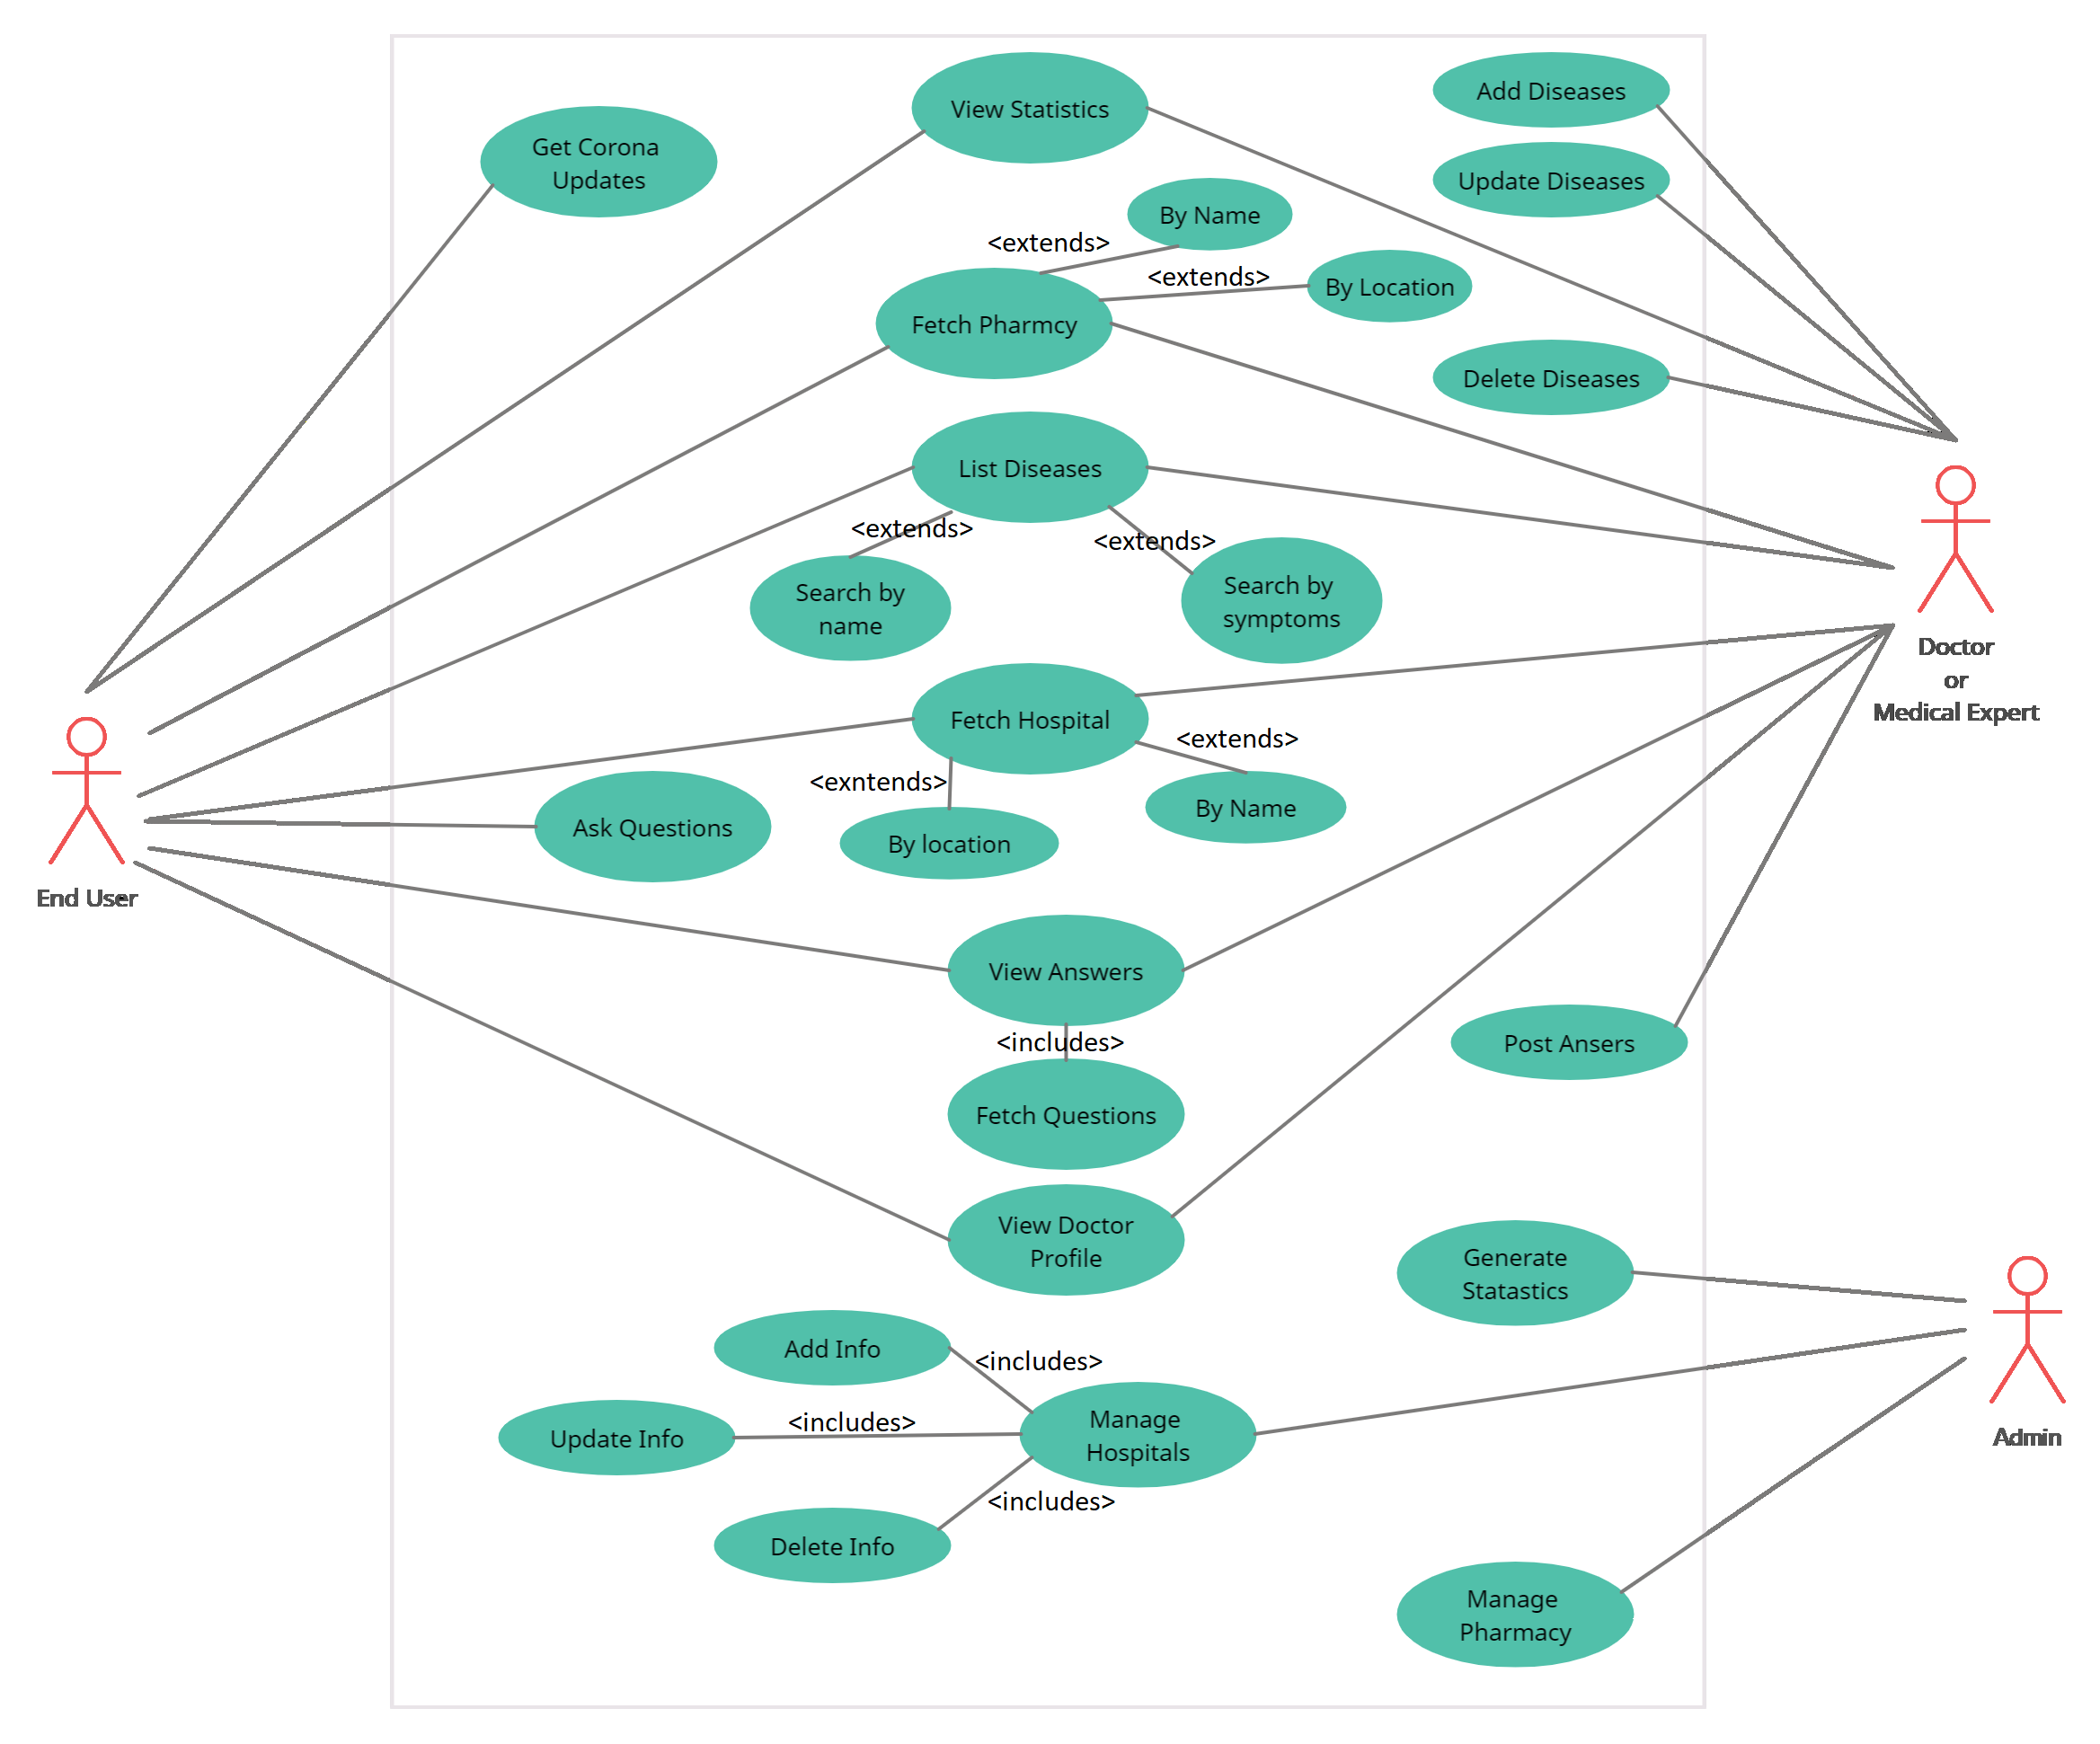 View Statistics
Add Diseases
Get Corona
Updates
Update Diseases
By Name
<extends>
<extends>
By Location
Fetch Pharmcy
Delete Diseases
List Diseases
<extends>
<extends>
Search by
name
Search by
symptoms
Doctor
or
Medical Expert
Fetch Hospital
<extends>
<exntends>
By Name
Ask Questions
By location
End User
View Answers
<includes>
Post Ansers
Fetch Questions
View Doctor
Profile
Generate
Statastics
Add Info
<includes>
Manage
Hospitals
<includes>
Update Info
Admin
<includes>
Delete Info
Manage
Pharmacy